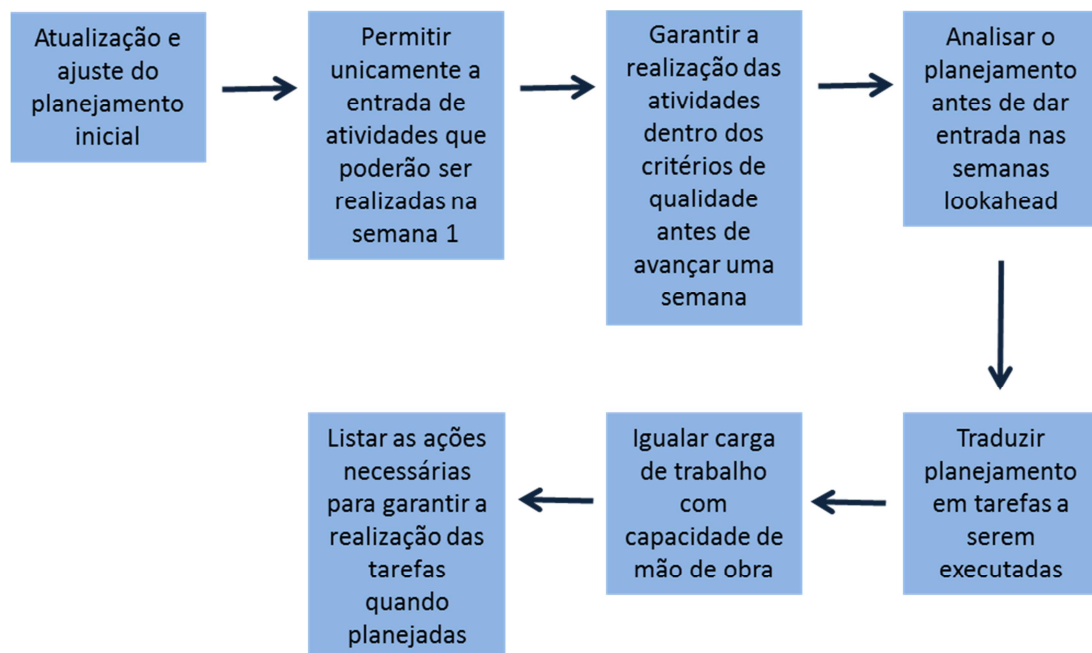 Atualização e
ajuste do
planejamento
inicial
Permitir
unicamente a
entrada de
atividades que
poderão ser
realizadas na
semana 1
Garantir a
realização das
atividades
dentro dos
critérios de
qualidade
antes de
avançar uma
semana
Analisar o
planejamento
antes de dar
entrada nas
semanas
lookahead
Traduzir
planejamento
em tarefas a
serem
executadas
Igualar carga
de trabalho
com
capacidade de
mão de obra
Listar as ações
necessárias
para garantir a
realização das
tarefas
quando
planejadas